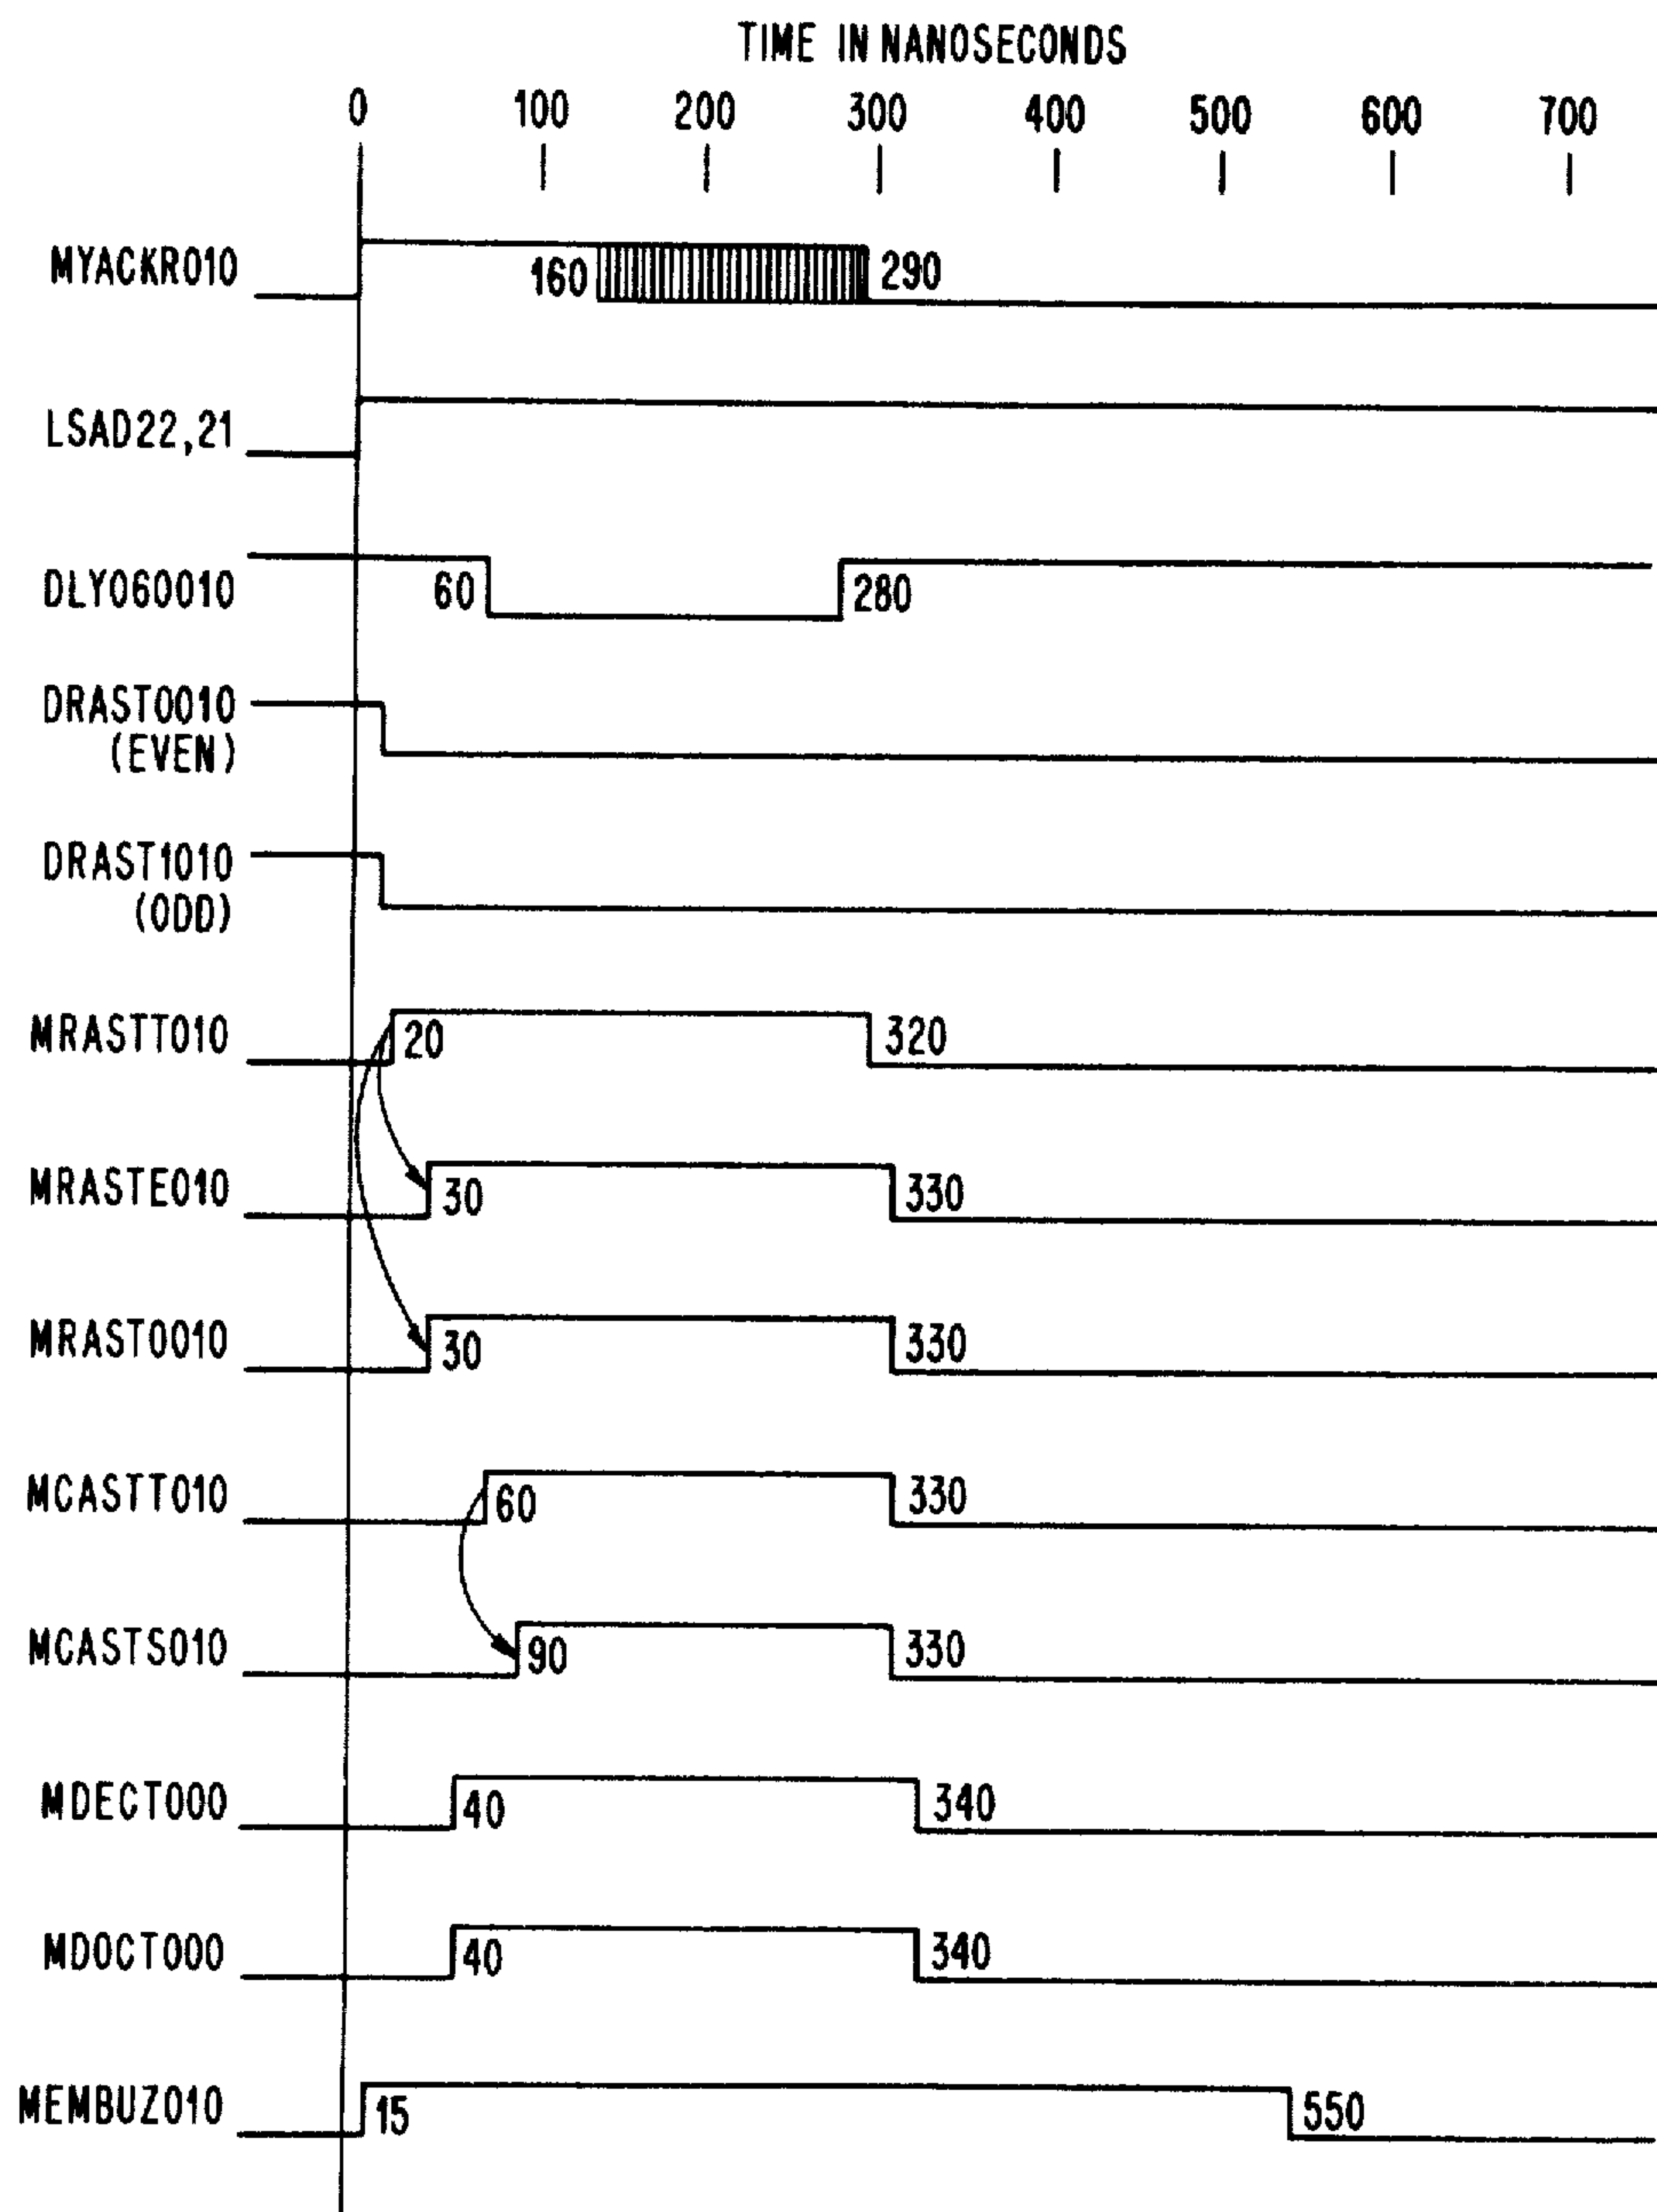 TIME IN NANOSECONDS
0 100 200 300 400 500 600 700
MYACKR010 160 290
LSAD22,21
DLY060010 60 280
DRAST0010
(EVEN)
DRAST1010
(ODD)
MRASTT010 20 320
MRASTE010 30 330
MRASTO010 30 330
MCASTT010 60 330
MCASTS010 90 330
MDECT000 40 340
MDOCT000 40 340
MEMBUZ010 15 550